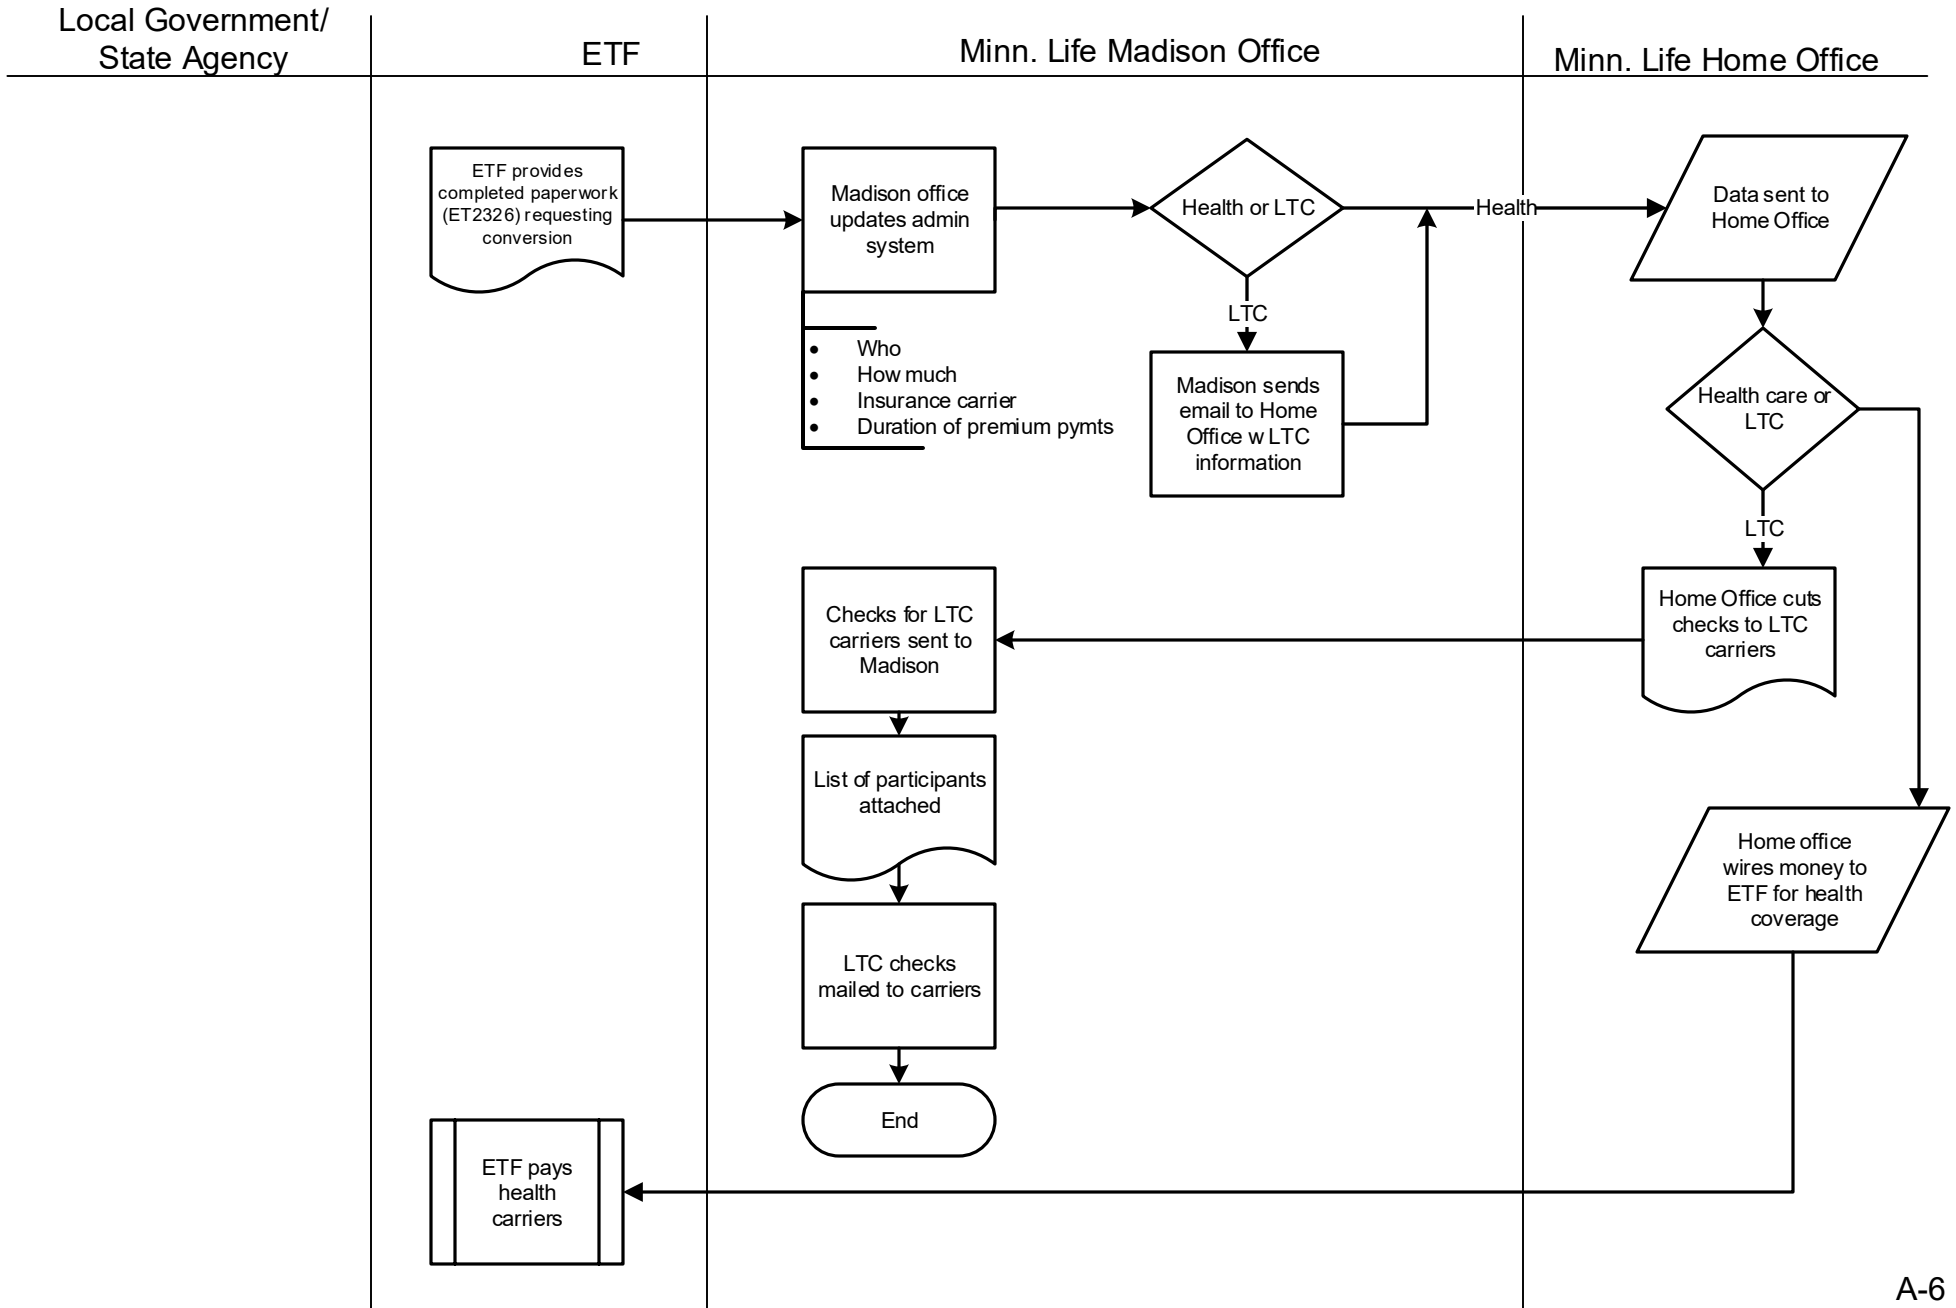 Local Government/
State Agency
ETF
Minn. Life Madison Office
Minn. Life Home Office
ETF provides
completed paperwork
(ET2326) requesting
conversion
Madison office
updates admin
system
Health or LTC
Health
Data sent to
Home Office
LTC
Who
How much
Insurance carrier
Duration of premium pymts
Madison sends
email to Home
Office w LTC
information
Health care or
LTC
LTC
Checks for LTC
carriers sent to
Madison
Home Office cuts
checks to LTC
carriers
List of participants
attached
Home office
wires money to
ETF for health
coverage
LTC checks
mailed to carriers
End
ETF pays
health
carriers
A-6